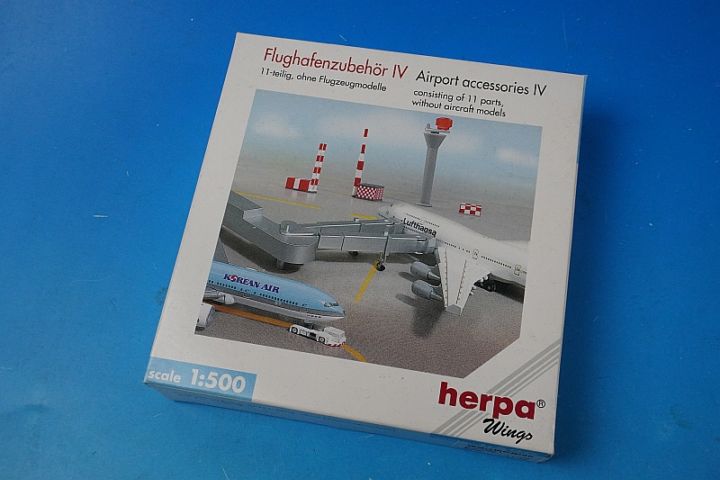 Flughafenzubehör IV
11-teilig, ohne Flugzeugmodelle
Airport accessories IV
consisting of 11 parts,
without aircraft models
Lufthansa
KOREAN AIR
scale 1:500
herpa®
Wings